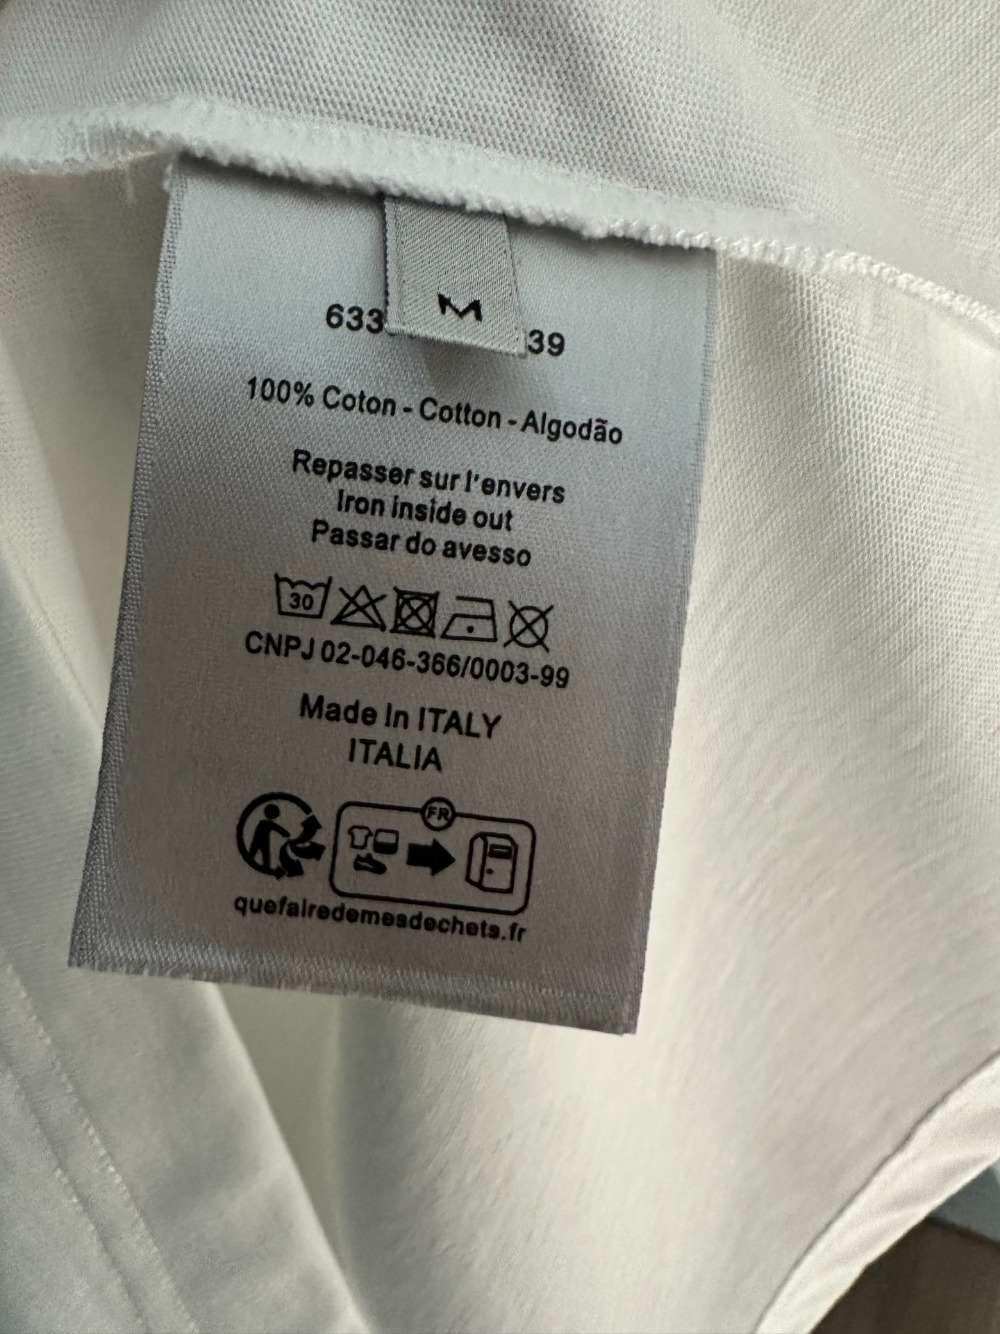 M
633 39
100% Coton - Cotton - Algodão
Repasser sur l'envers
Iron inside out
Passar do avesso
30
CNPJ 02-046-366/0003-99
Made In ITALY
ITALIA
FR
quefairedemesdechets.fr